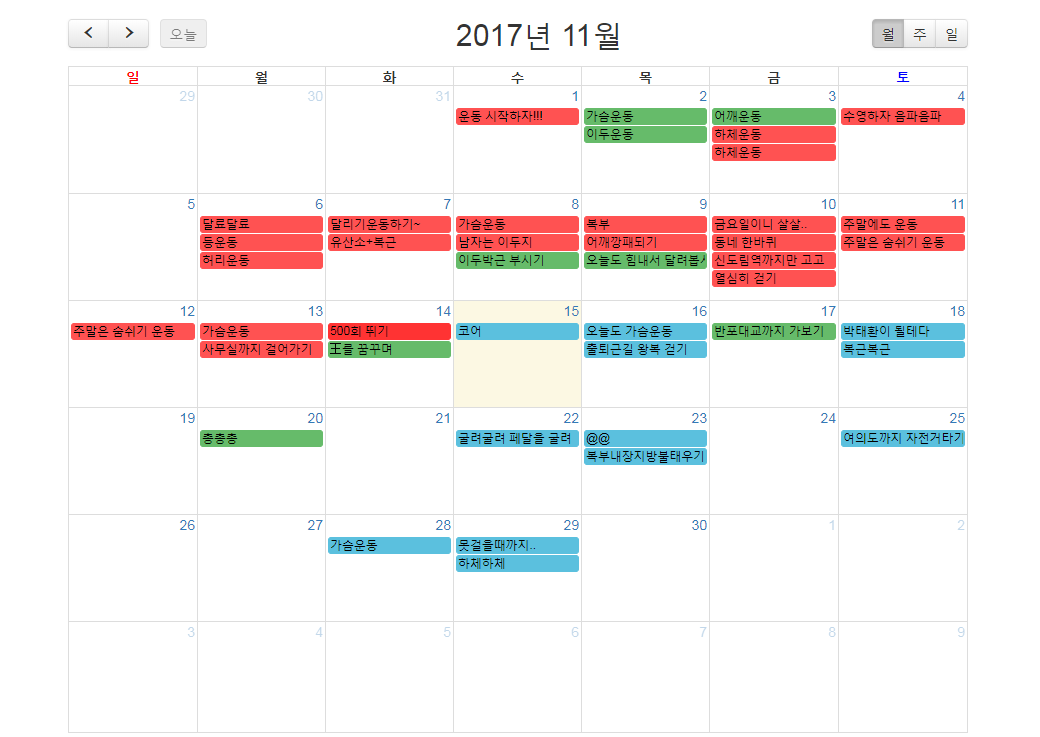 오늘
2017년 11월
월 주 일
일 월 화 수 목 금 토
29 30 31 1 2 3 4
운동 시작하자!!! 가슴운동 어깨운동 수영하자 음파음파
이두운동 하체운동
하체운동
5 6 7 8 9 10 11
달료달료 달리기운동하기~ 가슴운동 복부 금요일이니 살살.. 주말에도 운동
등운동 유산소+복근 남자는 이두지 어깨깡패되기 동네 한바퀴 주말은 숨쉬기 운동
허리운동 이두박근 부시기 오늘도 힘내서 달려봅시 신도림역까지만 고고
열심히 걷기
12 13 14 15 16 17 18
주말은 숨쉬기 운동 가슴운동 500회 뛰기 코어 오늘도 가슴운동 반포대교까지 가보기 박태환이 될테다
사무실까지 걸어가기 王을 꿈꾸며 출퇴근길 왕복 걷기 복근복근
19 20 21 22 23 24 25
총총총 굴려굴려 페달을 굴려 @@ 여의도까지 자전거타기
복부내장지방불태우기
26 27 28 29 30 1 2
가슴운동 못걸을때까지..
하체하체
3 4 5 6 7 8 9